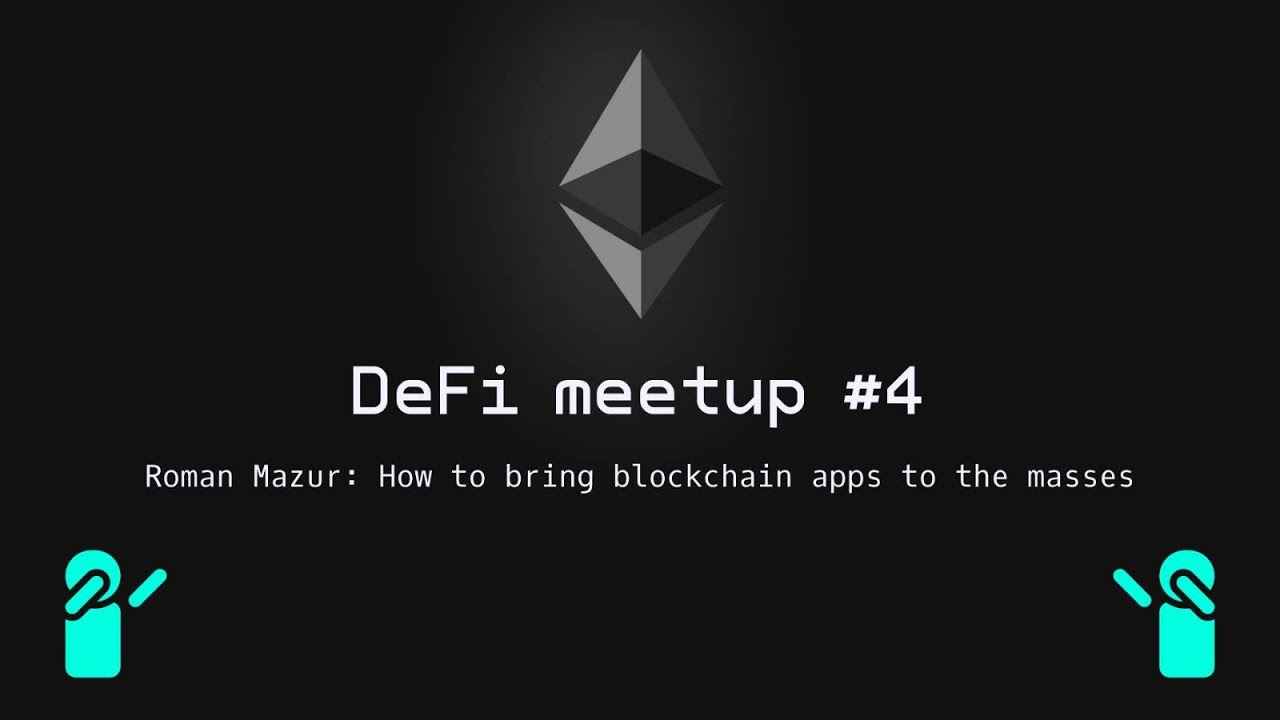 DeFi meetup #4
Roman Mazur: How to bring blockchain apps to the masses